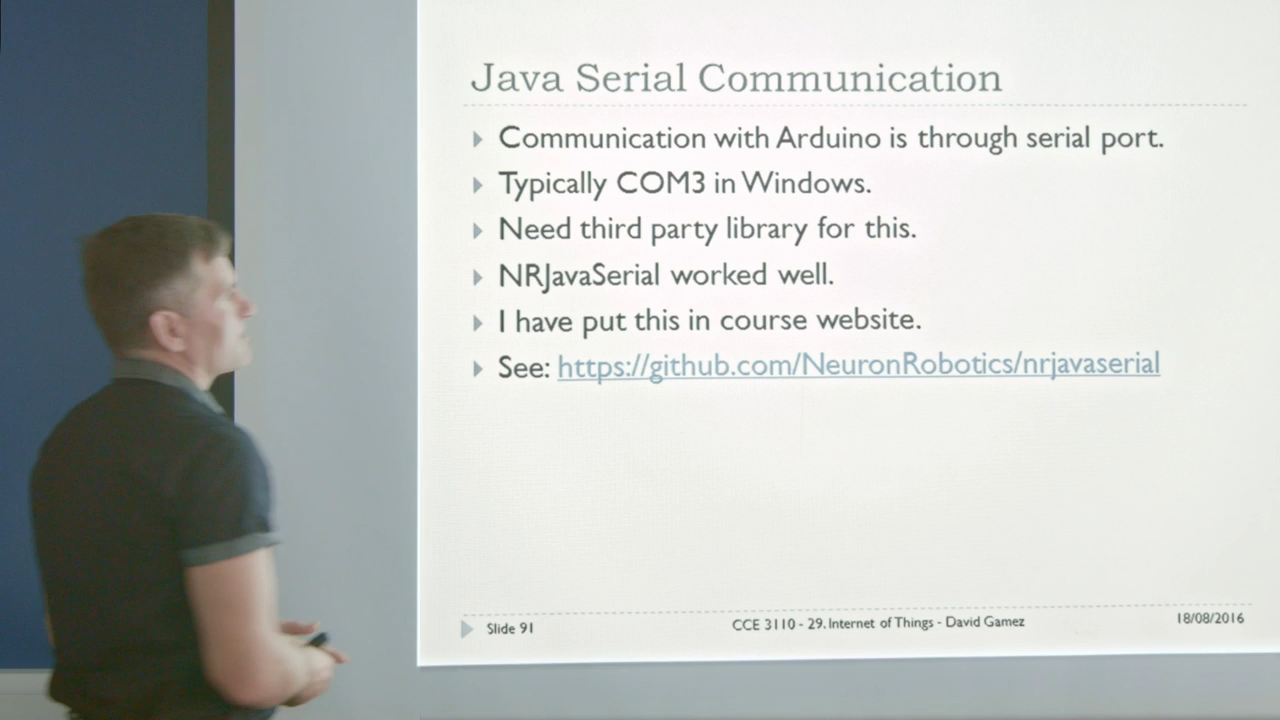 Java Serial Communication
Communication with Arduino is through serial port.
Typically COM3 in Windows.
Need third party library for this.
NRJavaSerial worked well.
I have put this in course website.
See: https://github.com/NeuronRobotics/nrjavaserial
Slide 91
CCE 3110 - 29. Internet of Things - David Gamez
18/08/2016